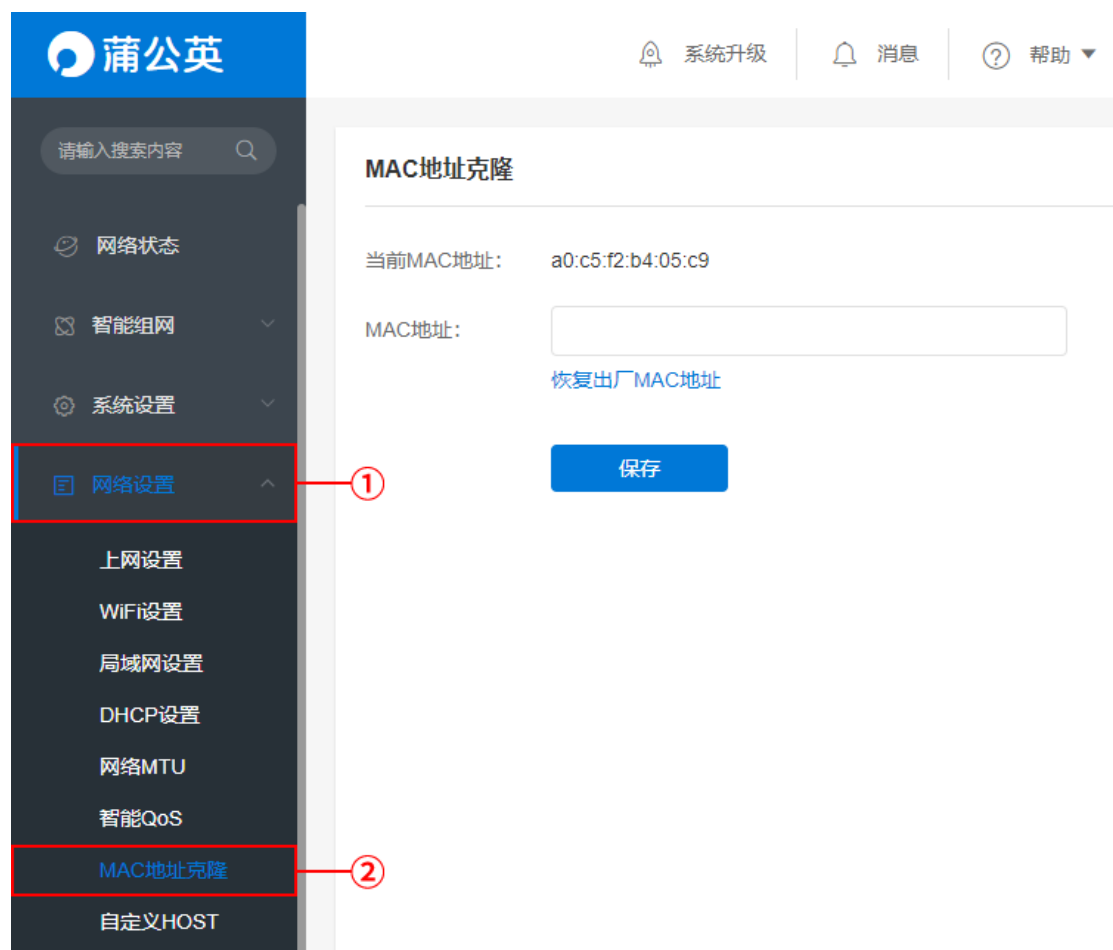 蒲公英
系统升级
消息
帮助
请输入搜索内容
网络状态
智能组网
系统设置
网络设置
①
上网设置
WiFi设置
局域网设置
DHCP设置
网络MTU
智能QoS
MAC地址克隆
②
自定义HOST
MAC地址克隆
当前MAC地址： a0:c5:f2:b4:05:c9
MAC地址：
恢复出厂MAC地址
保存